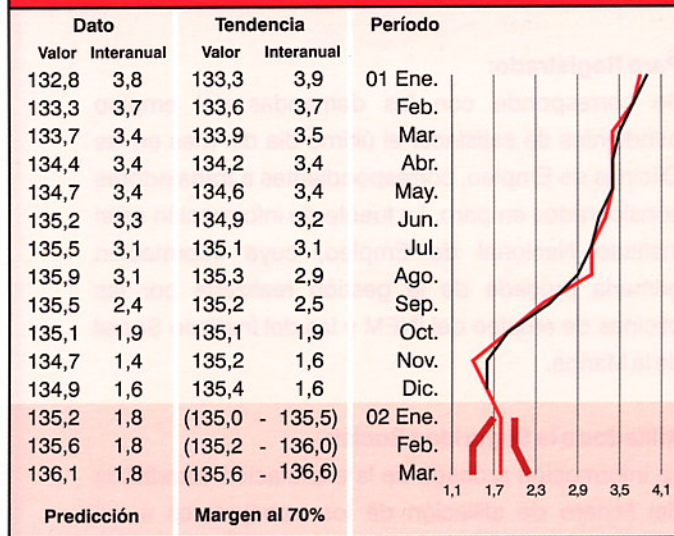 Dato Tendencia Período
Valor Interanual Valor Interanual
132,8 3,8 133,3 3,9 01 Ene.
133,3 3,7 133,6 3,7 Feb.
133,7 3,4 133,9 3,5 Mar.
134,4 3,4 134,2 3,4 Abr.
134,7 3,4 134,6 3,4 May.
135,2 3,3 134,9 3,2 Jun.
135,5 3,1 135,1 3,1 Jul.
135,9 3,1 135,3 2,9 Ago.
135,5 2,4 135,2 2,5 Sep.
135,1 1,9 135,1 1,9 Oct.
134,7 1,4 135,2 1,6 Nov.
134,9 1,6 135,4 1,6 Dic.
135,2 1,8 (135,0 - 135,5) 02 Ene.
135,6 1,8 (135,2 - 136,0) Feb.
136,1 1,8 (135,6 - 136,6) Mar.
1,1 1,7 2,3 2,9 3,5 4,1
Predicción Margen al 70%